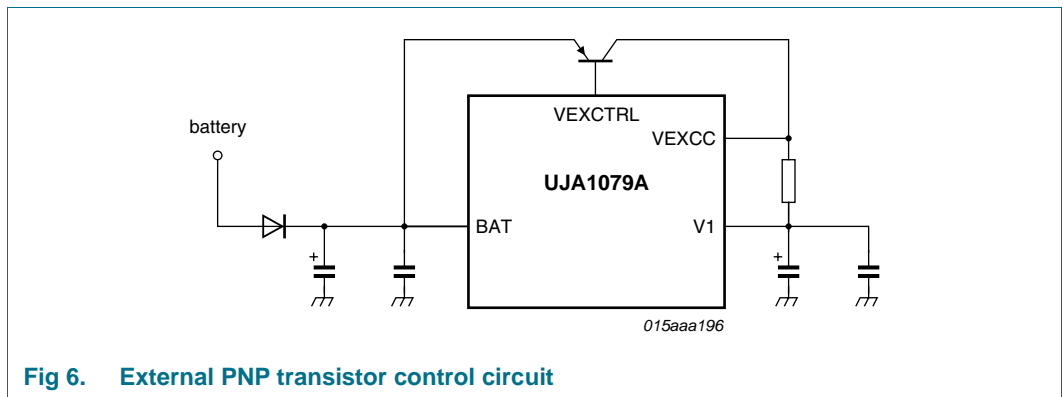 battery
VEXCTRL
VEXCC
UJA1079A
BAT
V1
+
+
015aaa196
Fig 6. External PNP transistor control circuit